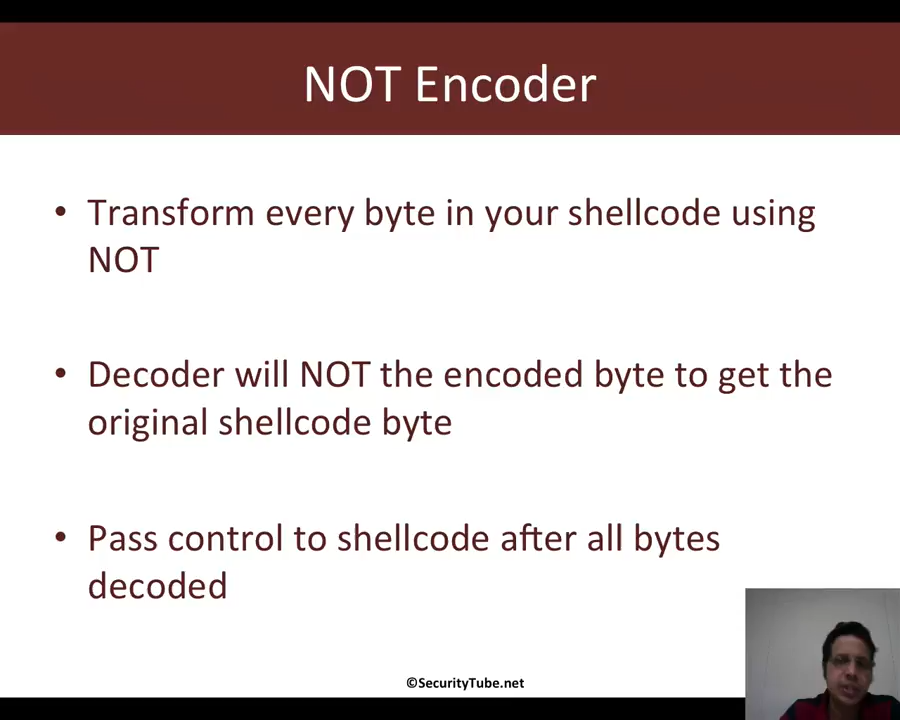 NOT Encoder
• Transform every byte in your shellcode using
NOT
• Decoder will NOT the encoded byte to get the
original shellcode byte
• Pass control to shellcode after all bytes
decoded
©SecurityTube.net